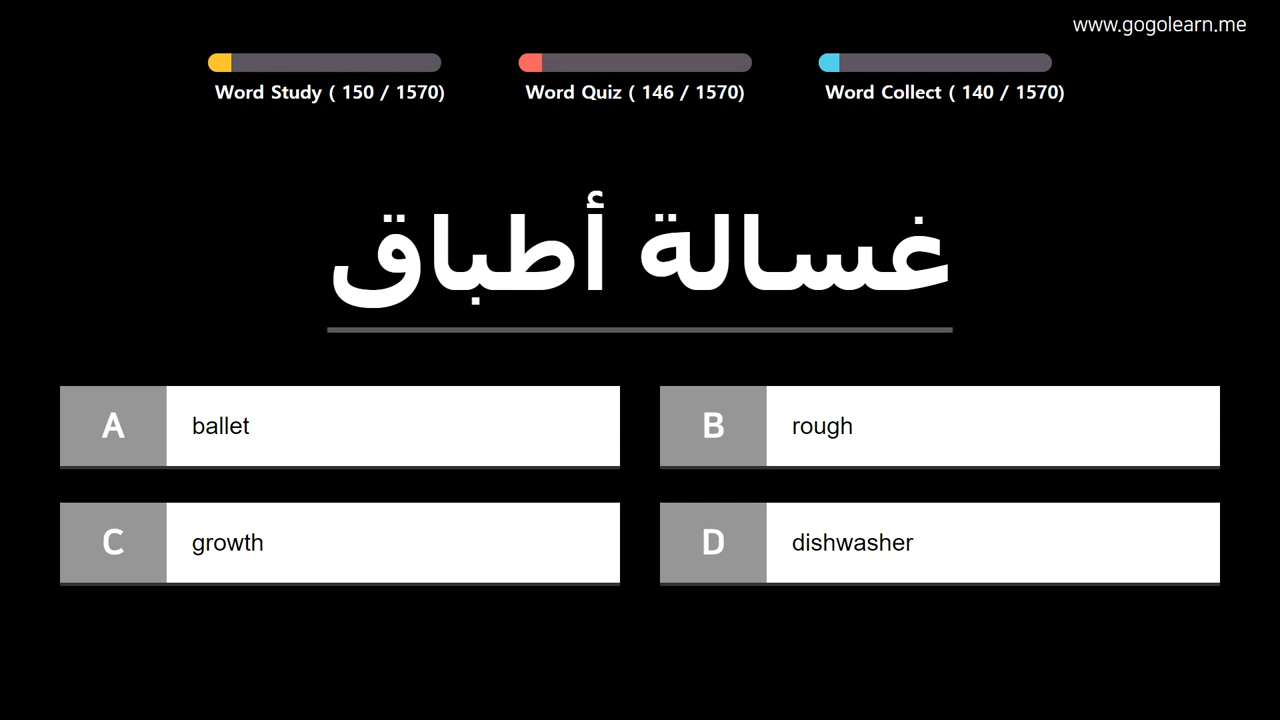 www.gogolearn.me
Word Study ( 150 / 1570)
Word Quiz ( 146 / 1570)
Word Collect ( 140 / 1570)
غسالة أطباق
A ballet
B rough
C growth
D dishwasher